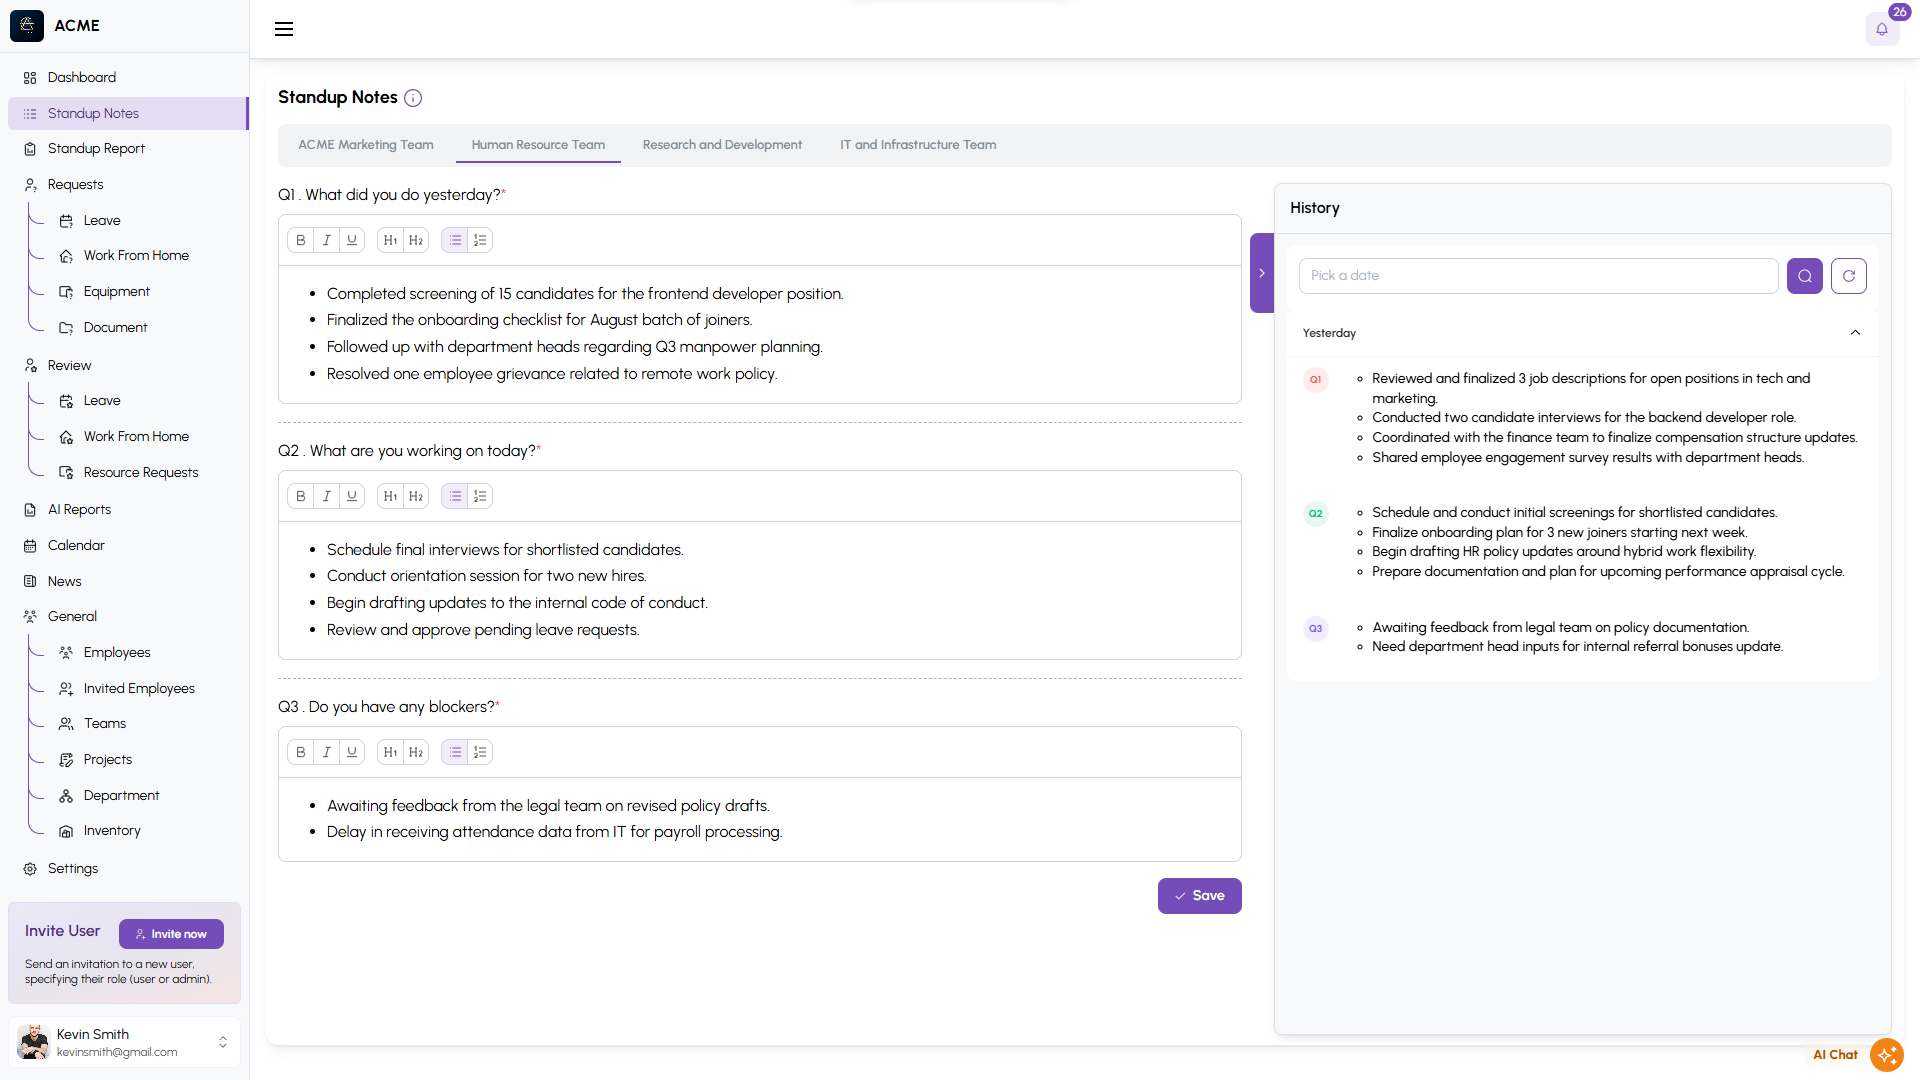 ACME
26
Dashboard
Standup Notes
Standup Report
Requests
Leave
Work From Home
Equipment
Document
Review
Leave
Work From Home
Resource Requests
AI Reports
Calendar
News
General
Employees
Invited Employees
Teams
Projects
Department
Inventory
Settings
Invite User
Invite now
Send an invitation to a new user,
specifying their role (user or admin).
Kevin Smith
kevinsmith@gmail.com
Standup Notes
ACME Marketing Team
Human Resource Team
Research and Development
IT and Infrastructure Team
Q1 . What did you do yesterday?*
B I U H1 H2
• Completed screening of 15 candidates for the frontend developer position.
• Finalized the onboarding checklist for August batch of joiners.
• Followed up with department heads regarding Q3 manpower planning.
• Resolved one employee grievance related to remote work policy.
Q2 . What are you working on today?*
B I U H1 H2
• Schedule final interviews for shortlisted candidates.
• Conduct orientation session for two new hires.
• Begin drafting updates to the internal code of conduct.
• Review and approve pending leave requests.
Q3 . Do you have any blockers?*
B I U H1 H2
• Awaiting feedback from the legal team on revised policy drafts.
• Delay in receiving attendance data from IT for payroll processing.
Save
History
Pick a date
Yesterday
Q1
Reviewed and finalized 3 job descriptions for open positions in tech and
marketing.
Conducted two candidate interviews for the backend developer role.
Coordinated with the finance team to finalize compensation structure updates.
Shared employee engagement survey results with department heads.
Q2
Schedule and conduct initial screenings for shortlisted candidates.
Finalize onboarding plan for 3 new joiners starting next week.
Begin drafting HR policy updates around hybrid work flexibility.
Prepare documentation and plan for upcoming performance appraisal cycle.
Q3
Awaiting feedback from legal team on policy documentation.
Need department head inputs for internal referral bonuses update.
AI Chat